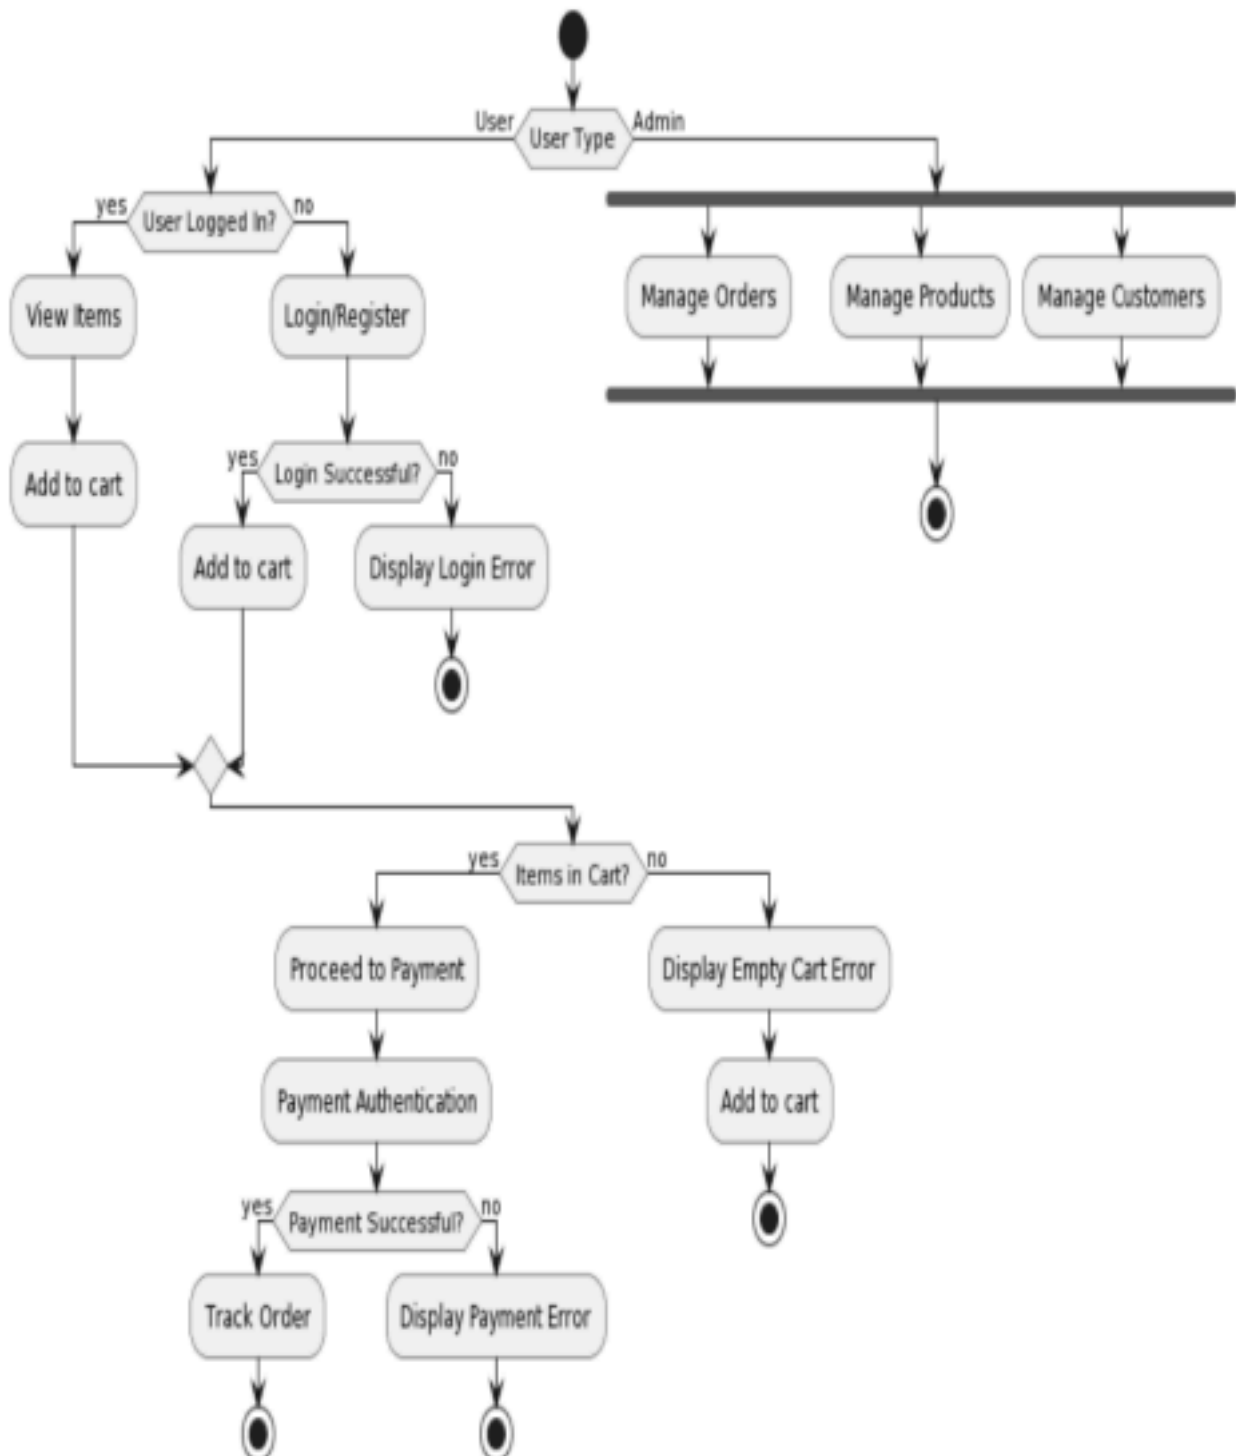 User
User Type
Admin
yes
User Logged In?
no
View Items
Login/Register
Manage Orders
Manage Products
Manage Customers
Add to cart
yes
Login Successful?
no
Add to cart
Display Login Error
yes
Items in Cart?
no
Proceed to Payment
Display Empty Cart Error
Payment Authentication
Add to cart
yes
Payment Successful?
no
Track Order
Display Payment Error